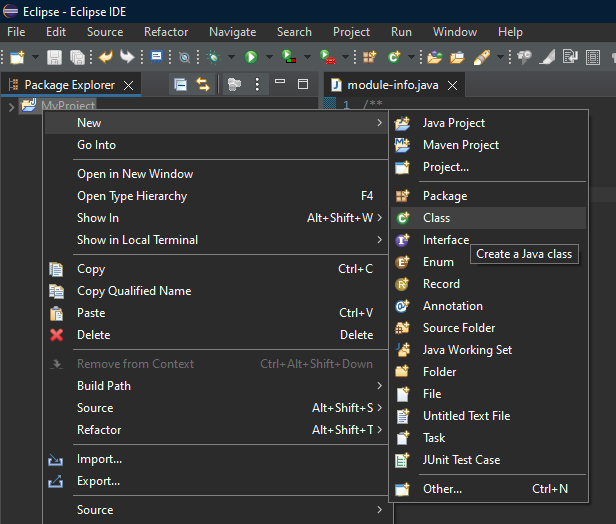 Eclipse - Eclipse IDE
File Edit Source Refactor Navigate Search Project Run Window Help
Package Explorer
module-info.java
MyProject
1 /**
New
Go Into
Open in New Window
Open Type Hierarchy F4
Show In Alt+Shift+W
Show in Local Terminal
Copy Ctrl+C
Copy Qualified Name
Paste Ctrl+V
Delete Delete
Remove from Context Ctrl+Alt+Shift+Down
Build Path
Source Alt+Shift+S
Refactor Alt+Shift+T
Import...
Export...
Source
Java Project
Maven Project
Project...
Package
Class
Interface
Create a Java class
Enum
Record
Annotation
Source Folder
Java Working Set
Folder
File
Untitled Text File
Task
JUnit Test Case
Other... Ctrl+N